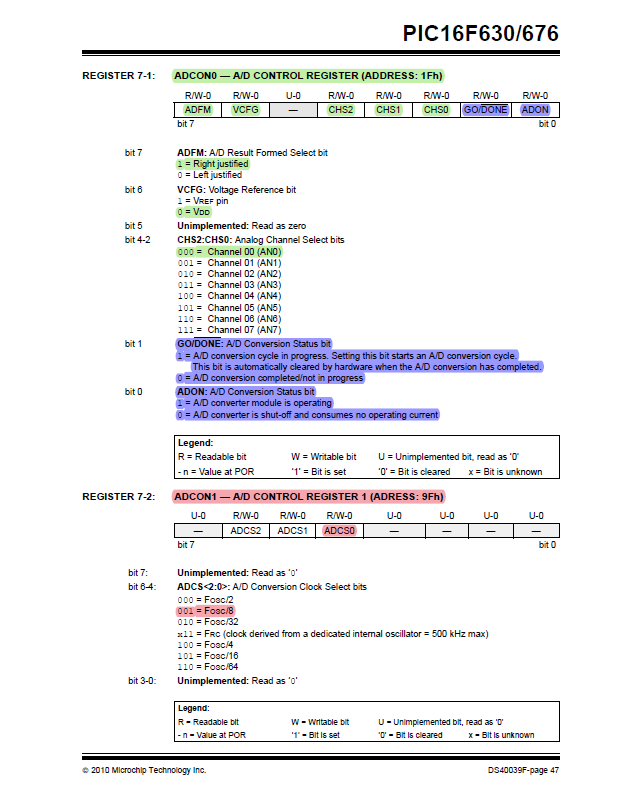 PIC16F630/676
REGISTER 7-1: ADCON0 — A/D CONTROL REGISTER (ADDRESS: 1Fh)
R/W-0 R/W-0 U-0 R/W-0 R/W-0 R/W-0 R/W-0 R/W-0
ADFM VCFG — CHS2 CHS1 CHS0 GO/DONE ADON
bit 7 bit 0
bit 7 ADFM: A/D Result Formed Select bit
1 = Right justified
0 = Left justified
bit 6 VCFG: Voltage Reference bit
1 = VREF pin
0 = VDD
bit 5 Unimplemented: Read as zero
bit 4-2 CHS2:CHS0: Analog Channel Select bits
000 = Channel 00 (AN0)
001 = Channel 01 (AN1)
010 = Channel 02 (AN2)
011 = Channel 03 (AN3)
100 = Channel 04 (AN4)
101 = Channel 05 (AN5)
110 = Channel 06 (AN6)
111 = Channel 07 (AN7)
bit 1 GO/DONE: A/D Conversion Status bit
1 = A/D conversion cycle in progress. Setting this bit starts an A/D conversion cycle.
This bit is automatically cleared by hardware when the A/D conversion has completed.
0 = A/D conversion completed/not in progress
bit 0 ADON: A/D Conversion Status bit
1 = A/D converter module is operating
0 = A/D converter is shut-off and consumes no operating current
Legend:
R = Readable bit W = Writable bit U = Unimplemented bit, read as '0'
- n = Value at POR '1' = Bit is set '0' = Bit is cleared x = Bit is unknown
REGISTER 7-2: ADCON1 — A/D CONTROL REGISTER 1 (ADRESS: 9Fh)
U-0 R/W-0 R/W-0 R/W-0 U-0 U-0 U-0 U-0
— ADCS2 ADCS1 ADCS0 — — — —
bit 7 bit 0
bit 7: Unimplemented: Read as '0'
bit 6-4: ADCS<2:0>: A/D Conversion Clock Select bits
000 = FOSC/2
001 = FOSC/8
010 = FOSC/32
x11 = FRC (clock derived from a dedicated internal oscillator = 500 kHz max)
100 = FOSC/4
101 = FOSC/16
110 = FOSC/64
bit 3-0: Unimplemented: Read as '0'
Legend:
R = Readable bit W = Writable bit U = Unimplemented bit, read as '0'
- n = Value at POR '1' = Bit is set '0' = Bit is cleared x = Bit is unknown
© 2010 Microchip Technology Inc. DS40039F-page 47